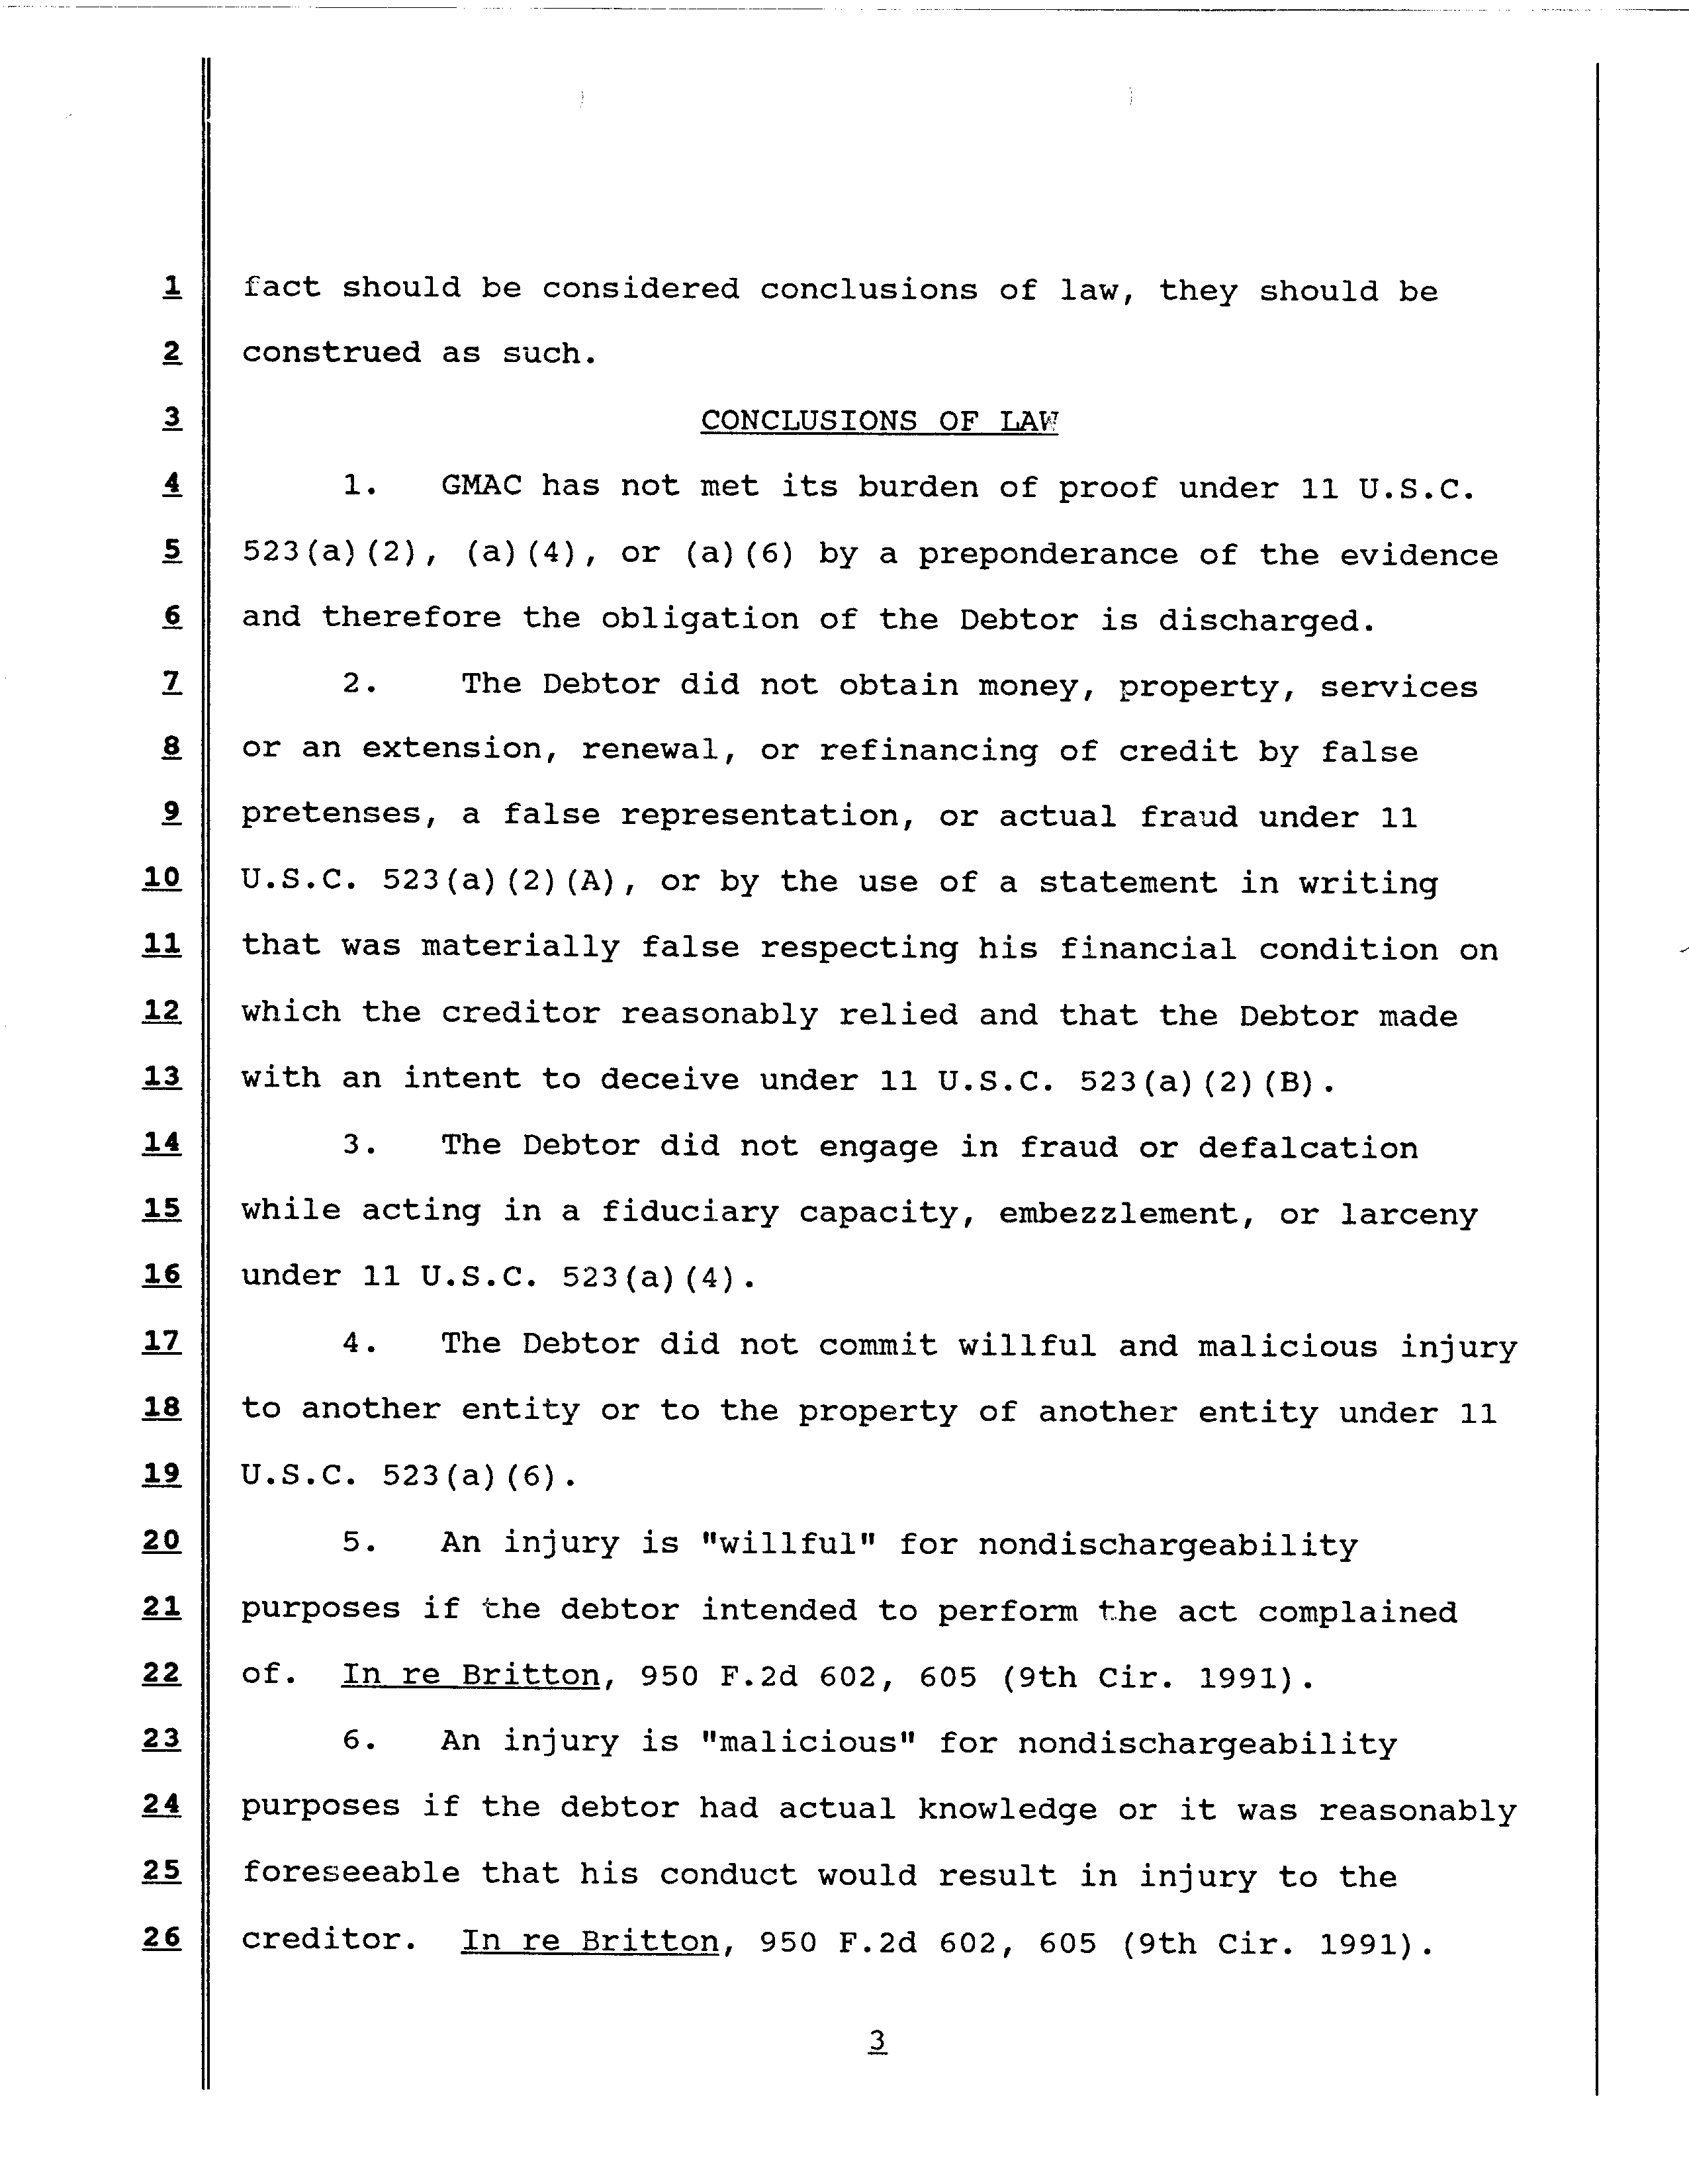 1 fact should be considered conclusions of law, they should be
2 construed as such.
3 CONCLUSIONS OF LAW
4 1. GMAC has not met its burden of proof under 11 U.S.C.
5 523(a)(2), (a)(4), or (a)(6) by a preponderance of the evidence
6 and therefore the obligation of the Debtor is discharged.
7 2. The Debtor did not obtain money, property, services
8 or an extension, renewal, or refinancing of credit by false
9 pretenses, a false representation, or actual fraud under 11
10 U.S.C. 523(a)(2)(A), or by the use of a statement in writing
11 that was materially false respecting his financial condition on
12 which the creditor reasonably relied and that the Debtor made
13 with an intent to deceive under 11 U.S.C. 523(a)(2)(B).
14 3. The Debtor did not engage in fraud or defalcation
15 while acting in a fiduciary capacity, embezzlement, or larceny
16 under 11 U.S.C. 523(a)(4).
17 4. The Debtor did not commit willful and malicious injury
18 to another entity or to the property of another entity under 11
19 U.S.C. 523(a)(6).
20 5. An injury is "willful" for nondischargeability
21 purposes if the debtor intended to perform the act complained
22 of. In re Britton, 950 F.2d 602, 605 (9th Cir. 1991).
23 6. An injury is "malicious" for nondischargeability
24 purposes if the debtor had actual knowledge or it was reasonably
25 foreseeable that his conduct would result in injury to the
26 creditor. In re Britton, 950 F.2d 602, 605 (9th Cir. 1991).
3